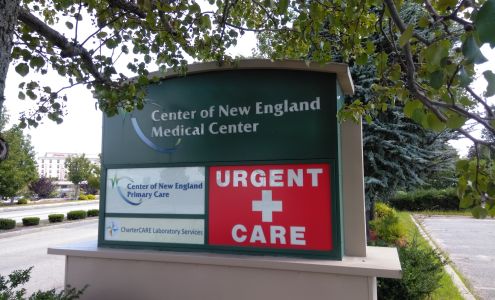 Center of New England
Medical Center
Center of New England
Primary Care
CharterCARE Laboratory Services
URGENT
CARE